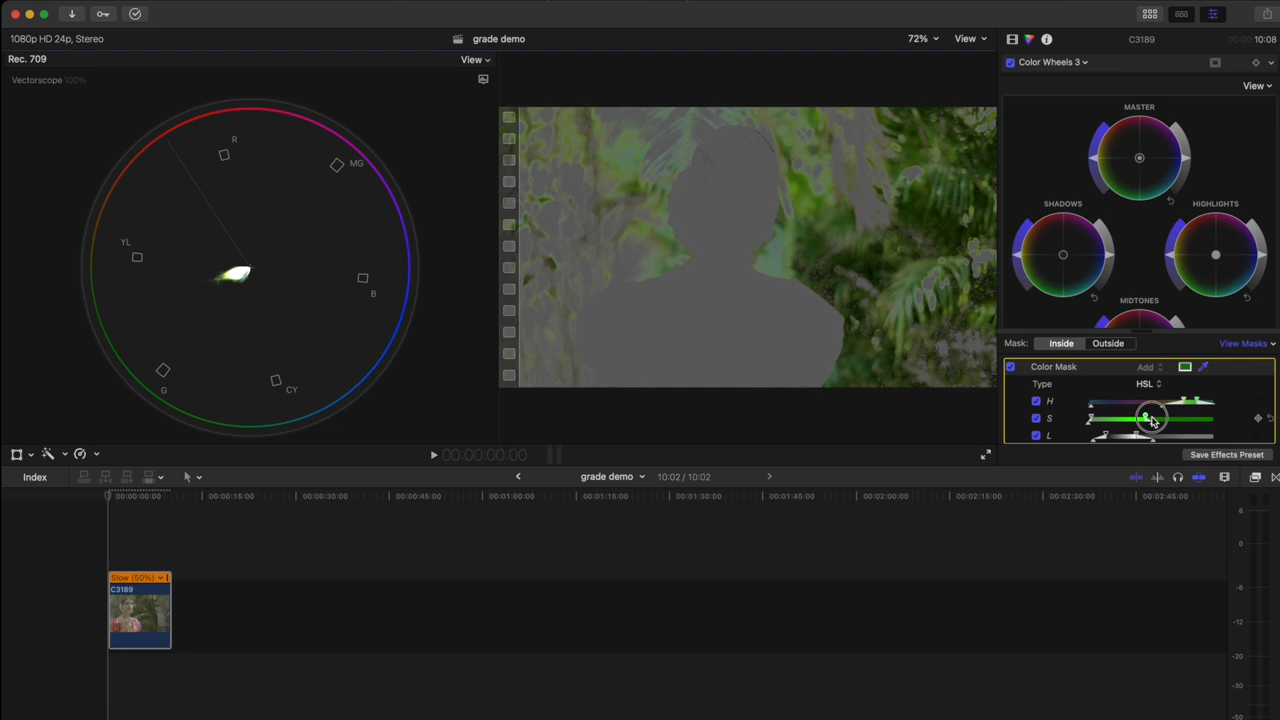 1080p HD 24p, Stereo
grade demo
72%
View
C3189
00:00 10:08
Rec. 709
View
Color Wheels 3
Vectorscope 100%
View
MASTER
R
MG
SHADOWS
HIGHLIGHTS
YL
B
MIDTONES
Mask: Inside Outside View Masks
G
CY
Color Mask Add
Type HSL
H
S
L
00:00:00:00
Save Effects Preset
Index
grade demo
10:02 / 10:02
00:00:00:00 00:00:15:00 00:00:30:00 00:00:45:00 00:01:00:00 00:01:15:00 00:01:30:00 00:01:45:00 00:02:00:00 00:02:15:00 00:02:30:00 00:02:45:00
6
0
-6
-12
-20
-30
-50
Slow (50%)
C3189